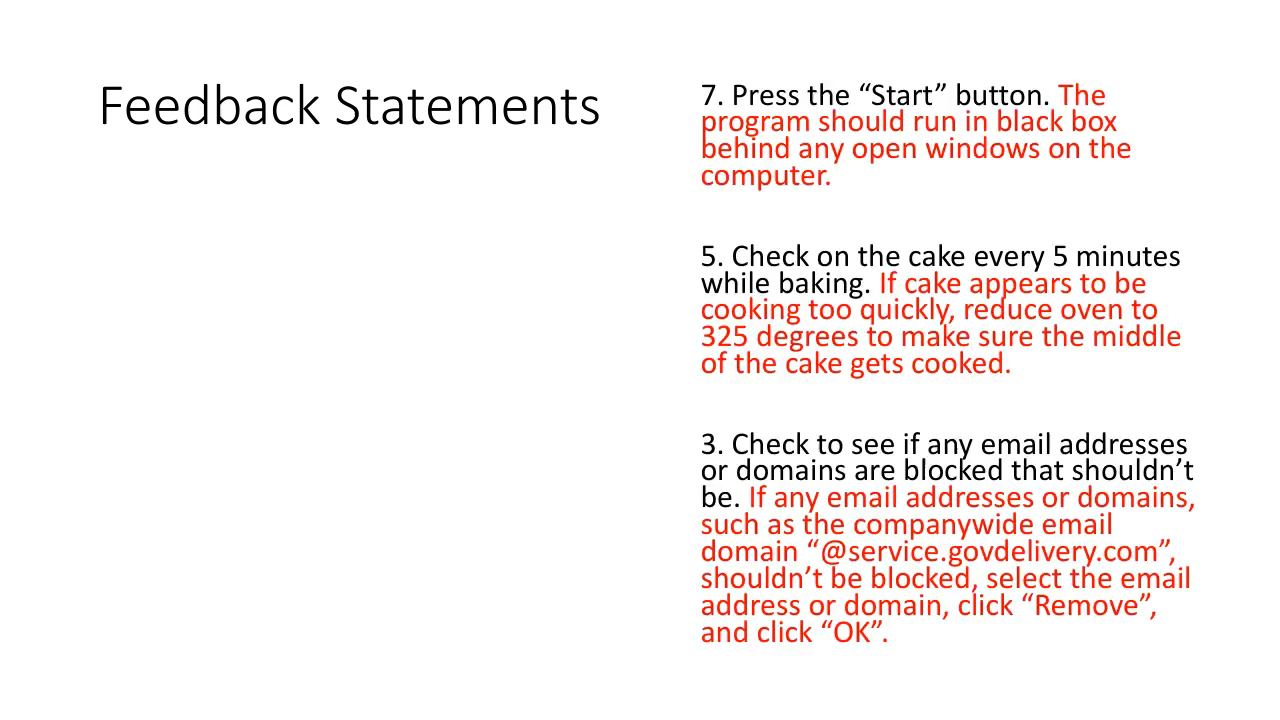 Feedback Statements
7. Press the “Start” button. The
program should run in black box
behind any open windows on the
computer.
5. Check on the cake every 5 minutes
while baking. If cake appears to be
cooking too quickly, reduce oven to
325 degrees to make sure the middle
of the cake gets cooked.
3. Check to see if any email addresses
or domains are blocked that shouldn’t
be. If any email addresses or domains,
such as the companywide email
domain “@service.govdelivery.com”,
shouldn’t be blocked, select the email
address or domain, click “Remove”,
and click “OK”.